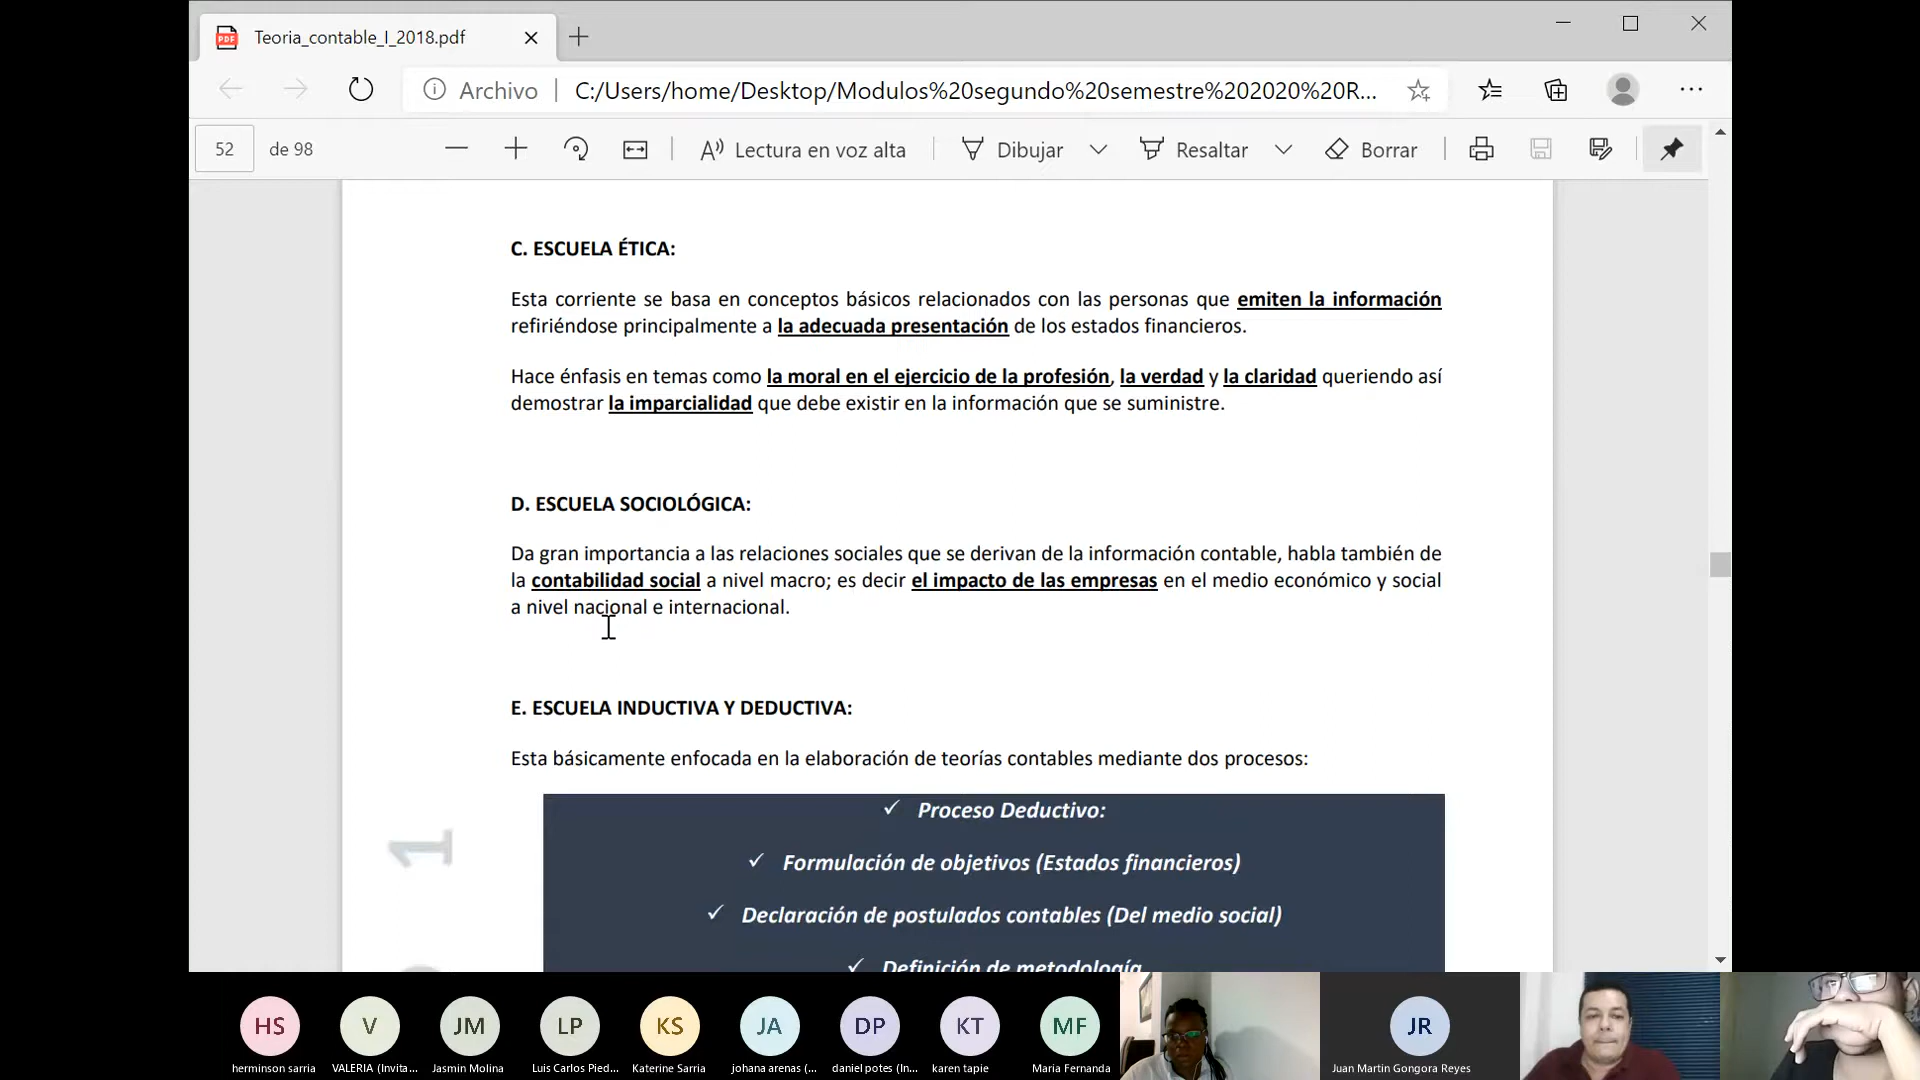 Teoria_contable_I_2018.pdf
Archivo
C:/Users/home/Desktop/Modulos%20segundo%20semestre%202020%20R...
52 de 98
Lectura en voz alta
Dibujar
Resaltar
Borrar
C. ESCUELA ÉTICA:
Esta corriente se basa en conceptos básicos relacionados con las personas que emiten la información
refiriéndose principalmente a la adecuada presentación de los estados financieros.
Hace énfasis en temas como la moral en el ejercicio de la profesión, la verdad y la claridad queriendo así
demostrar la imparcialidad que debe existir en la información que se suministre.
D. ESCUELA SOCIOLÓGICA:
Da gran importancia a las relaciones sociales que se derivan de la información contable, habla también de
la contabilidad social a nivel macro; es decir el impacto de las empresas en el medio económico y social
a nivel nacional e internacional.
E. ESCUELA INDUCTIVA Y DEDUCTIVA:
Esta básicamente enfocada en la elaboración de teorías contables mediante dos procesos:
✓ Proceso Deductivo:
✓ Formulación de objetivos (Estados financieros)
✓ Declaración de postulados contables (Del medio social)
✓ Definición de metodología
1
HS
V
JM
LP
KS
JA
DP
KT
MF
JR
herminson sarria
VALERIA (Invita...
Jasmin Molina
Luis Carlos Pied...
Katerine Sarria
johana arenas (...
daniel potes (In...
karen tapie
Maria Fernanda
Juan Martin Gongora Reyes